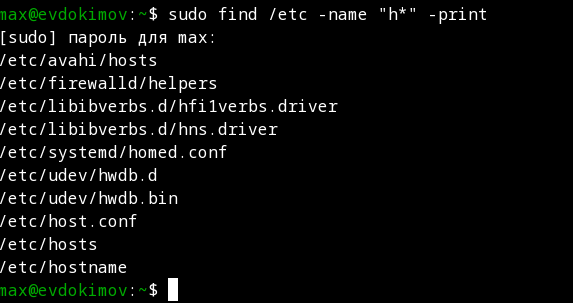 max@evdokimov:~$ sudo find /etc -name "h*" -print
[sudo] пароль для max:
/etc/avahi/hosts
/etc/firewalld/helpers
/etc/libibverbs.d/hfi1verbs.driver
/etc/libibverbs.d/hns.driver
/etc/systemd/homed.conf
/etc/udev/hwdb.d
/etc/udev/hwdb.bin
/etc/host.conf
/etc/hosts
/etc/hostname
max@evdokimov:~$